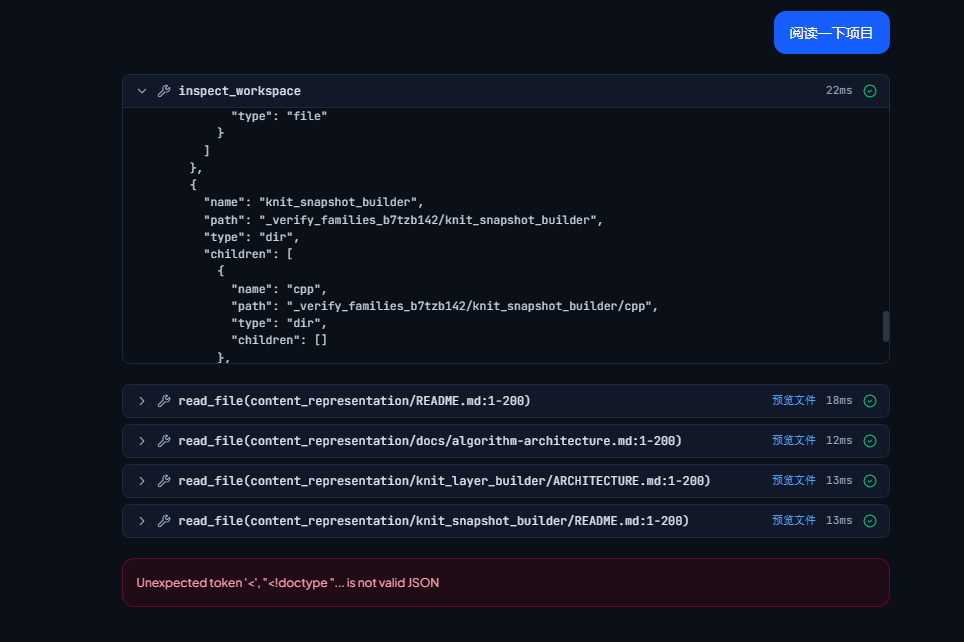 阅读一下项目
inspect_workspace 22ms
"type": "file"
}
]
},
{
"name": "knit_snapshot_builder",
"path": "_verify_families_b7tzb142/knit_snapshot_builder",
"type": "dir",
"children": [
{
"name": "cpp",
"path": "_verify_families_b7tzb142/knit_snapshot_builder/cpp",
"type": "dir",
"children": []
},
read_file(content_representation/README.md:1-200) 预览文件 18ms
read_file(content_representation/docs/algorithm-architecture.md:1-200) 预览文件 12ms
read_file(content_representation/knit_layer_builder/ARCHITECTURE.md:1-200) 预览文件 13ms
read_file(content_representation/knit_snapshot_builder/README.md:1-200) 预览文件 13ms
Unexpected token '<', "<!doctype "... is not valid JSON